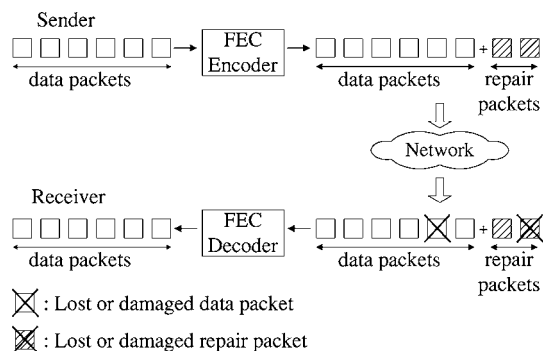 Sender
FEC
Encoder
data packets
data packets
+
repair
packets
Network
Receiver
FEC
Decoder
data packets
data packets
+
repair
packets
: Lost or damaged data packet
: Lost or damaged repair packet